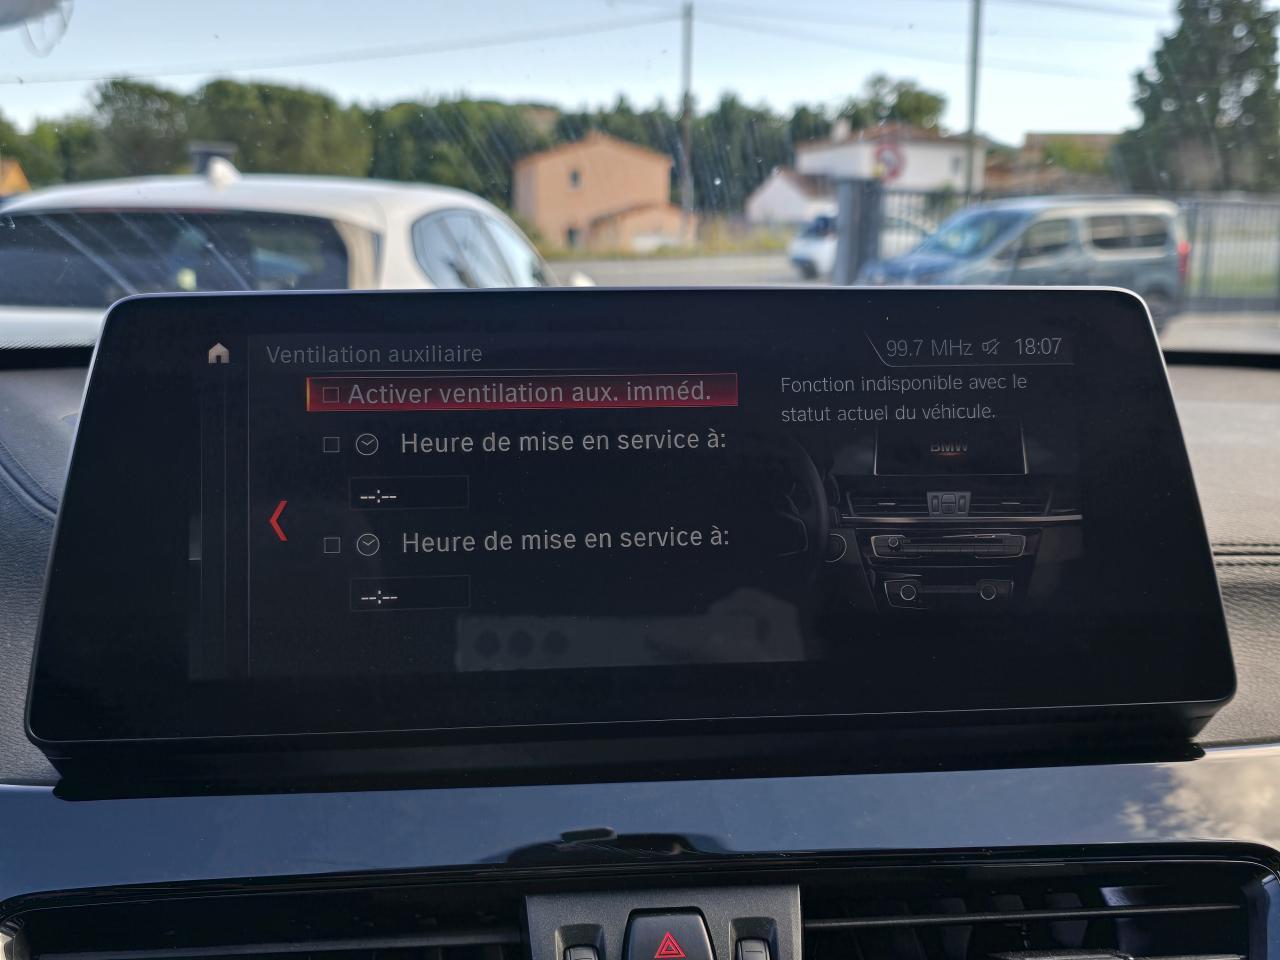 Ventilation auxiliaire
99.7 MHz 18:07
Activer ventilation aux. imméd.
Fonction indisponible avec le
statut actuel du véhicule.
Heure de mise en service à:
--:--
Heure de mise en service à:
--:--
BMW